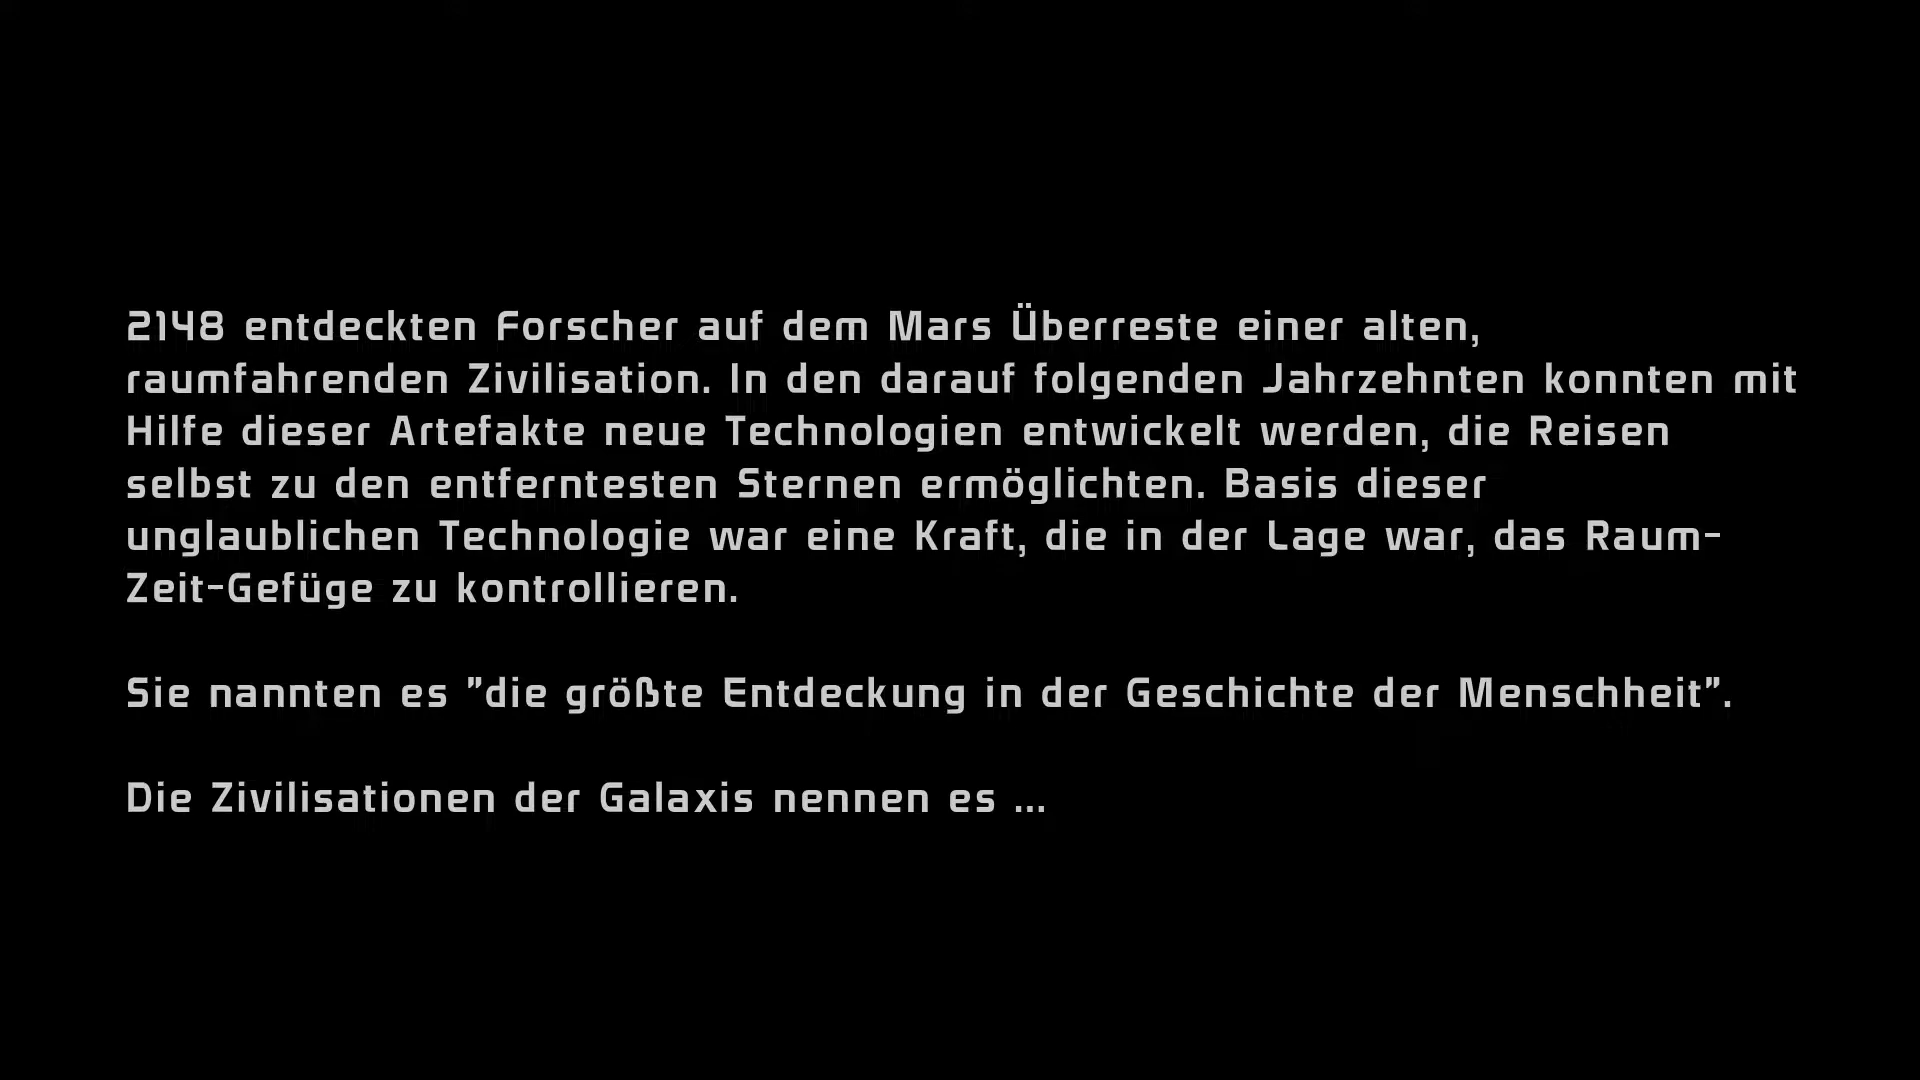 2148 entdeckten Forscher auf dem Mars Überreste einer alten,
raumfahrenden Zivilisation. In den darauf folgenden Jahrzehnten konnten mit
Hilfe dieser Artefakte neue Technologien entwickelt werden, die Reisen
selbst zu den entferntesten Sternen ermöglichten. Basis dieser
unglaublichen Technologie war eine Kraft, die in der Lage war, das Raum-
Zeit-Gefüge zu kontrollieren.
Sie nannten es "die größte Entdeckung in der Geschichte der Menschheit".
Die Zivilisationen der Galaxis nennen es ...